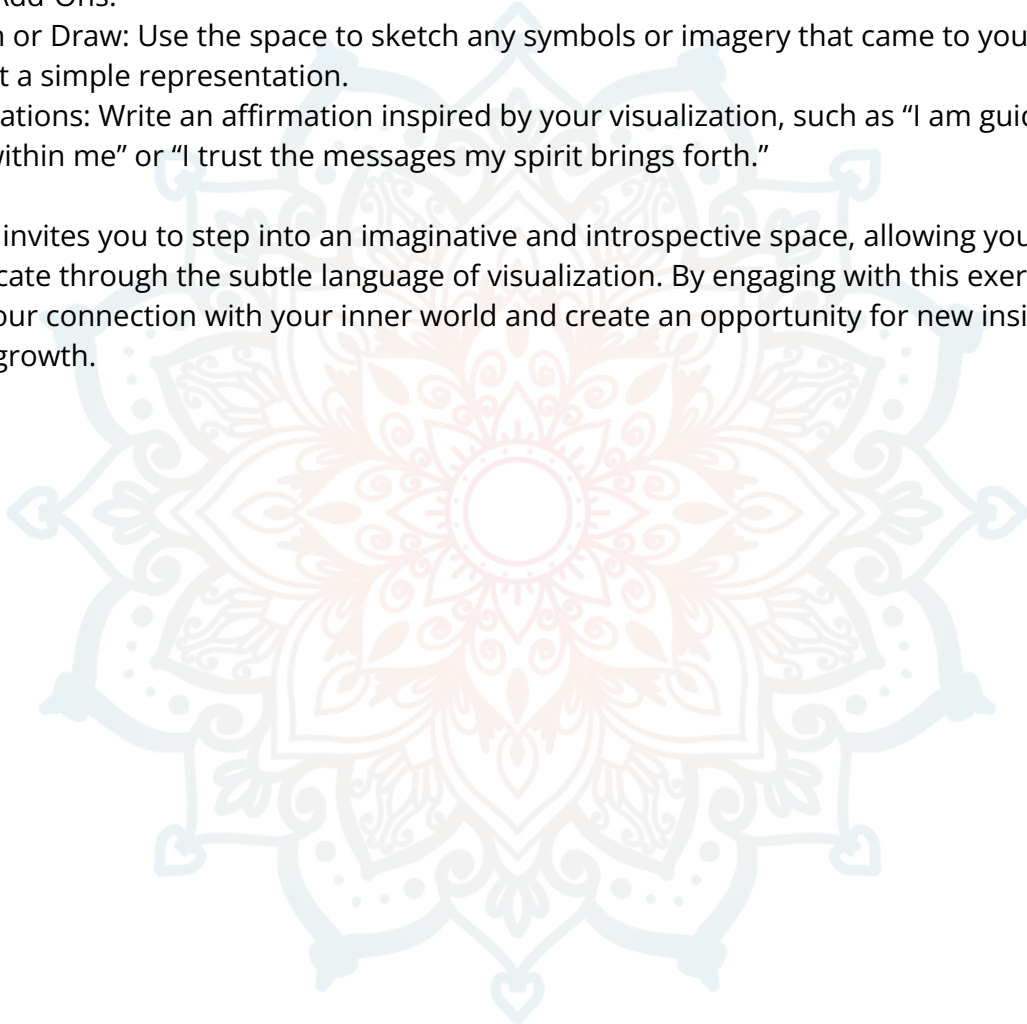 Add-Ons:
n or Draw: Use the space to sketch any symbols or imagery that came to you
t a simple representation.
ations: Write an affirmation inspired by your visualization, such as “I am guid
within me” or “I trust the messages my spirit brings forth.”
invites you to step into an imaginative and introspective space, allowing you
cate through the subtle language of visualization. By engaging with this exer
our connection with your inner world and create an opportunity for new insi
growth.